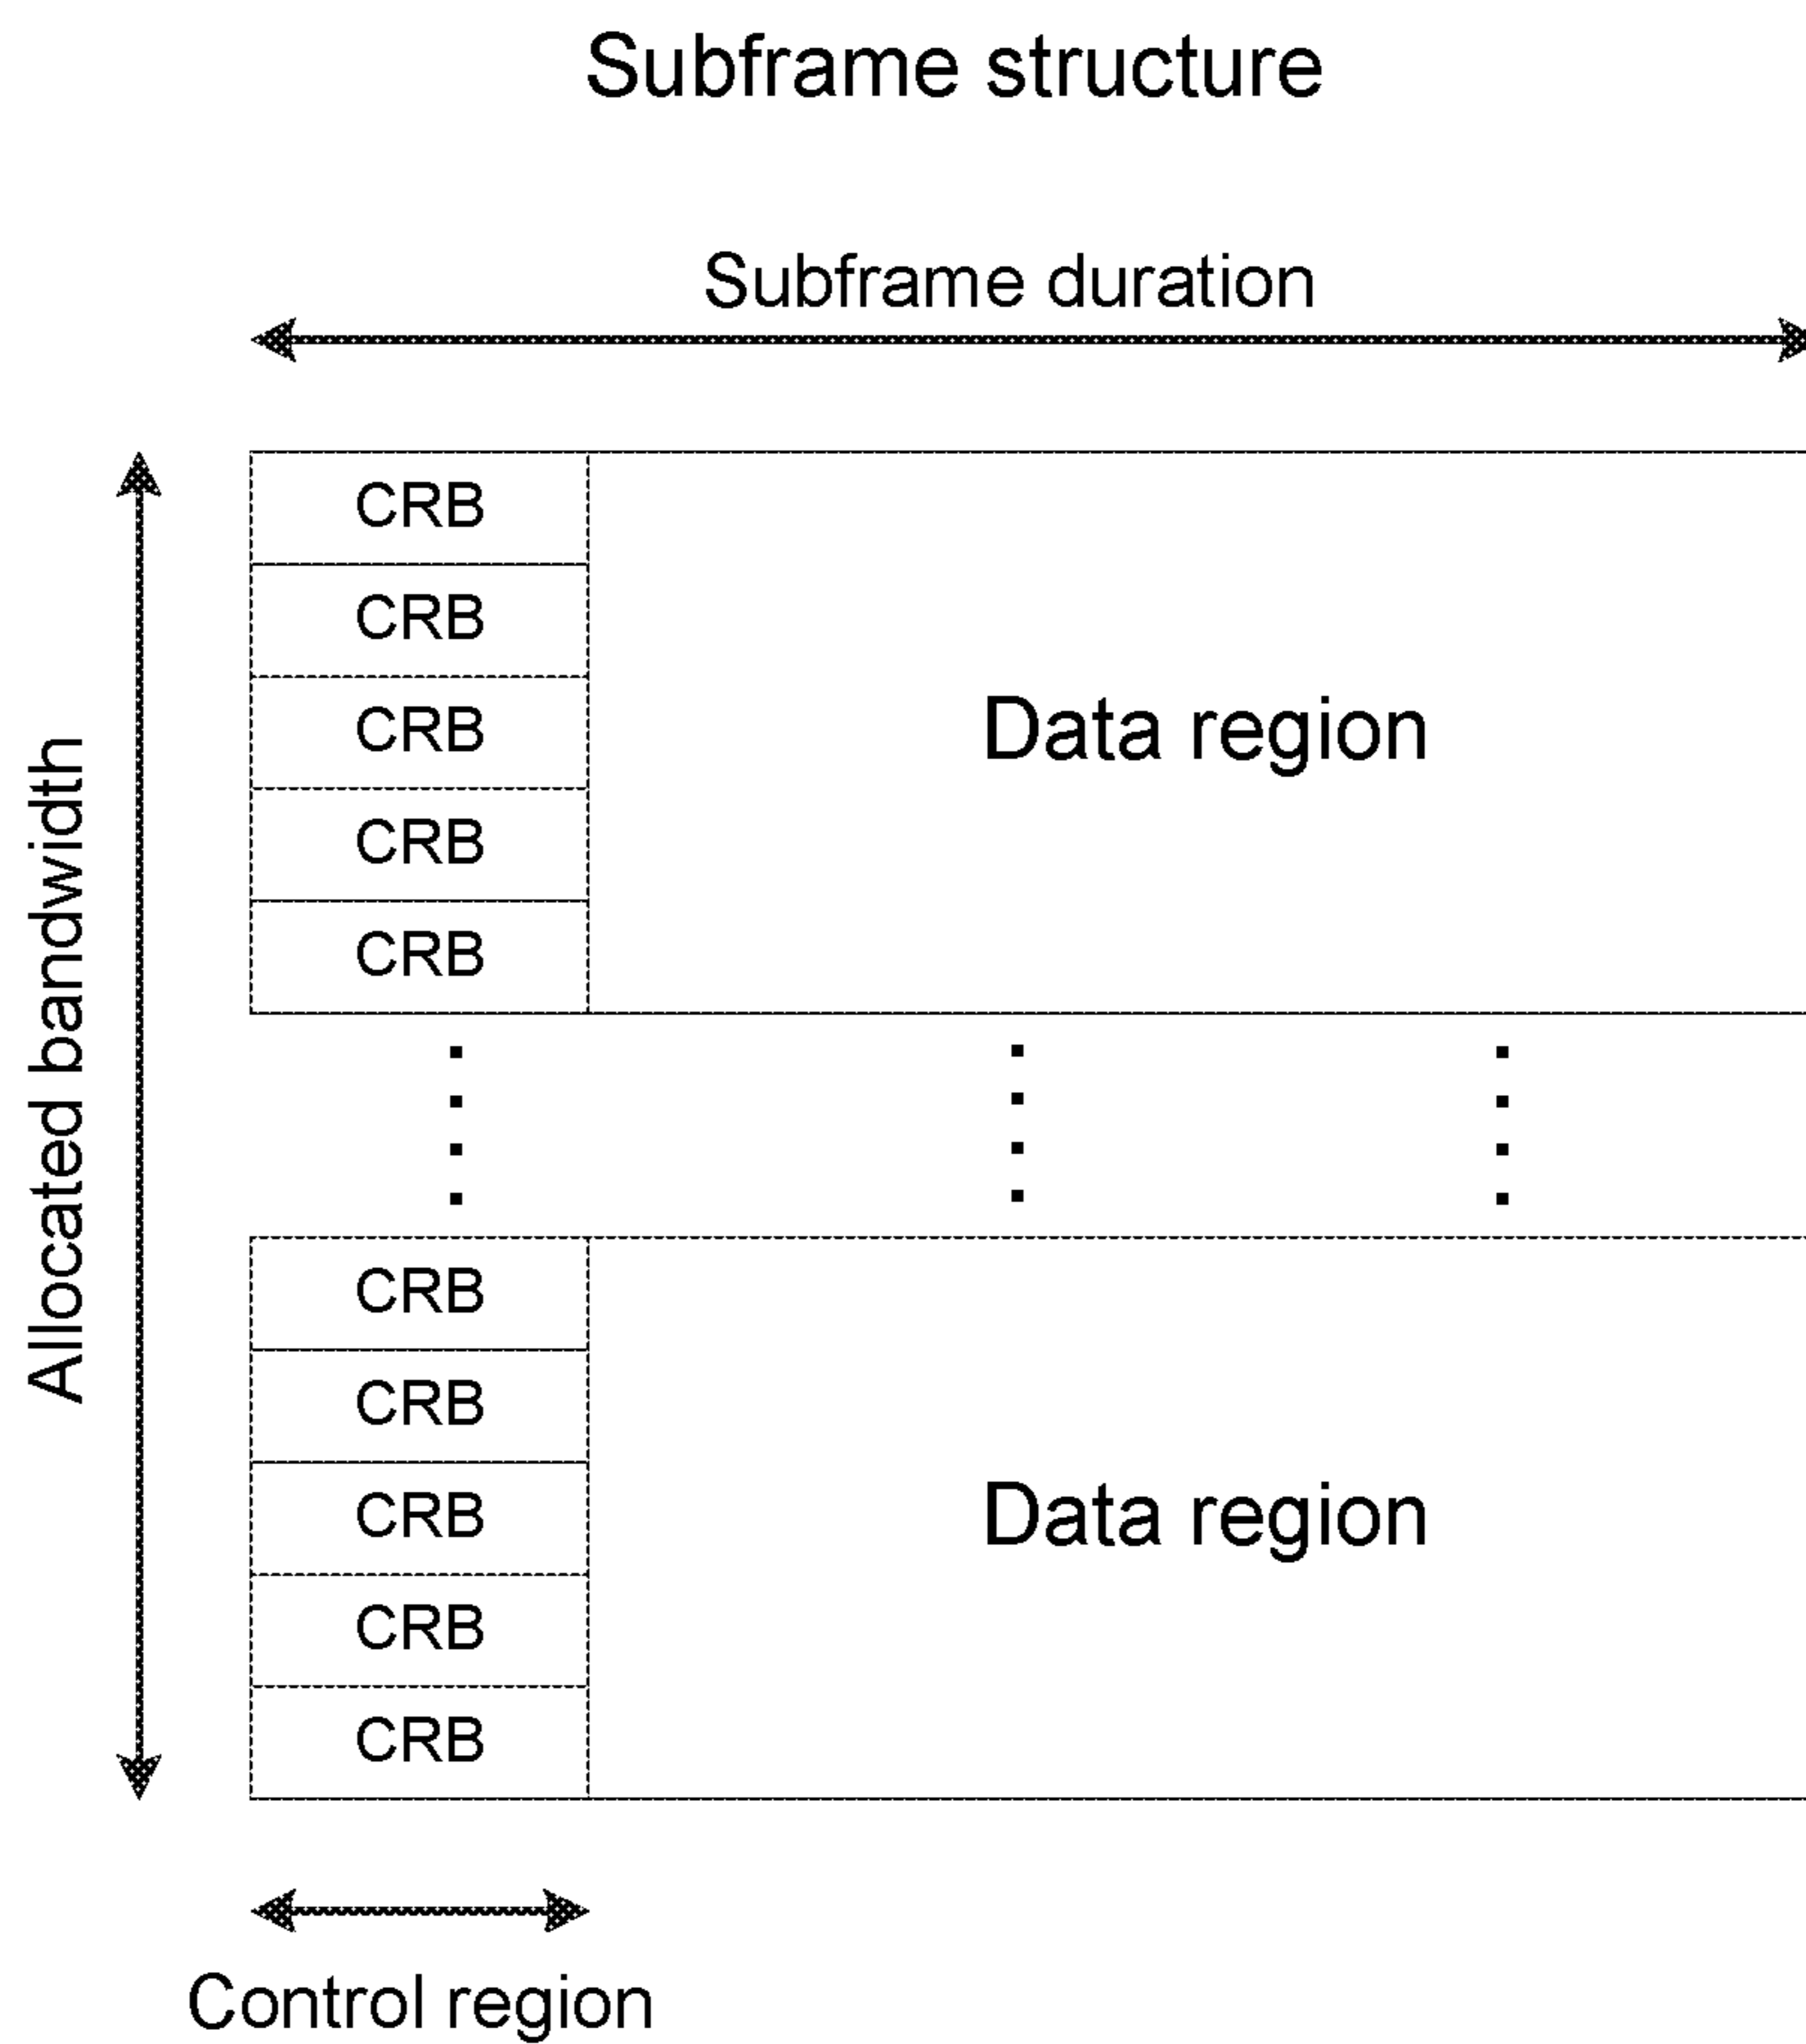 Subframe structure
Subframe duration
Allocated bandwidth
CRB
CRB
CRB
CRB
CRB
Data region
CRB
CRB
CRB
CRB
CRB
Data region
Control region